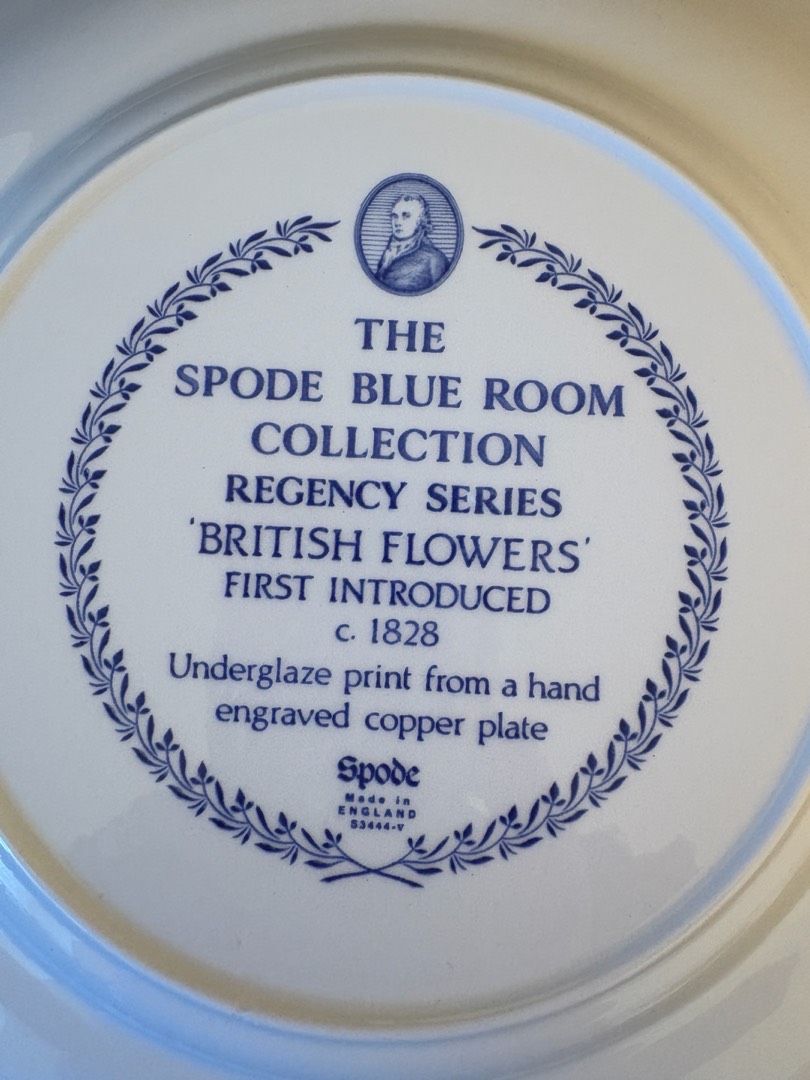 THE
SPODE BLUE ROOM
COLLECTION
REGENCY SERIES
'BRITISH FLOWERS'
FIRST INTRODUCED
c. 1828
Underglaze print from a hand
engraved copper plate
Spode
Made in
ENGLAND
S3444-V